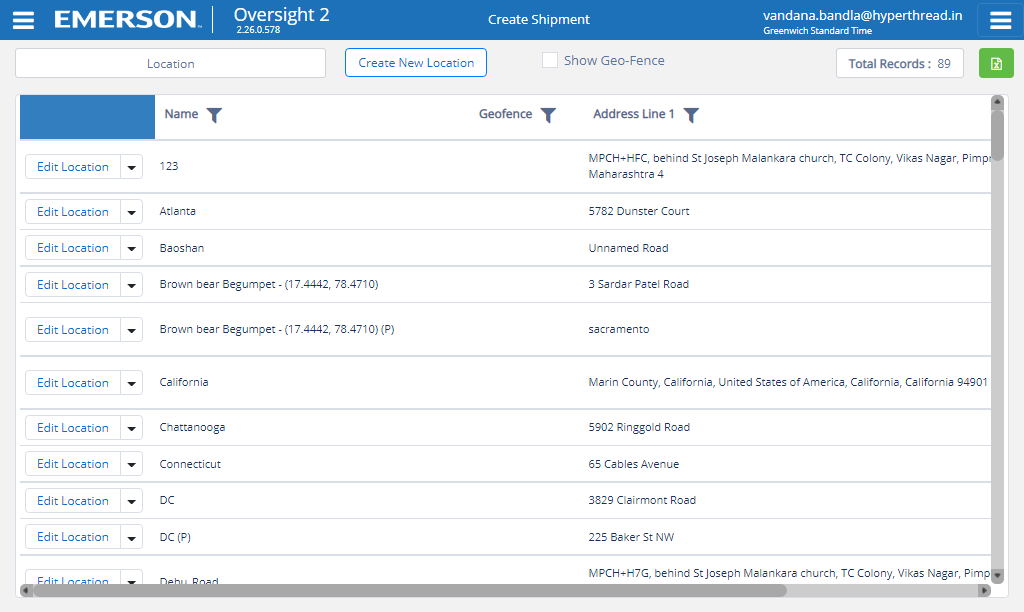 EMERSON
Oversight 2
2.26.0.578
Create Shipment
vandana.bandla@hyperthread.in
Greenwich Standard Time
Location
Create New Location
Show Geo-Fence
Total Records : 89
Name
Geofence
Address Line 1
Edit Location
123
MPCH+HFC, behind St Joseph Malankara church, TC Colony, Vikas Nagar, Pimpr
Maharashtra 4
Edit Location
Atlanta
5782 Dunster Court
Edit Location
Baoshan
Unnamed Road
Edit Location
Brown bear Begumpet - (17.4442, 78.4710)
3 Sardar Patel Road
Edit Location
Brown bear Begumpet - (17.4442, 78.4710) (P)
sacramento
Edit Location
California
Marin County, California, United States of America, California, California 94901
Edit Location
Chattanooga
5902 Ringgold Road
Edit Location
Connecticut
65 Cables Avenue
Edit Location
DC
3829 Clairmont Road
Edit Location
DC (P)
225 Baker St NW
Edit Location
Dehu_Road
MPCH+H7G, behind St Joseph Malankara church, TC Colony, Vikas Nagar, Pimp